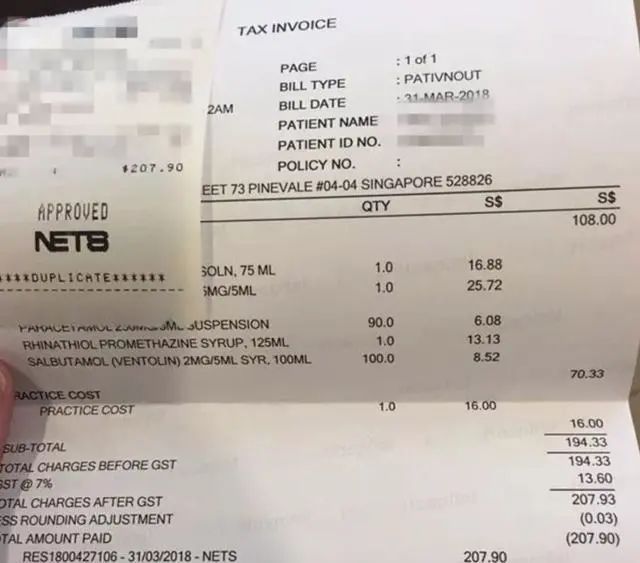 TAX INVOICE
PAGE : 1 of 1
BILL TYPE : PATIVNOUT
2AM BILL DATE : 31-MAR-2018
PATIENT NAME
PATIENT ID NO.
POLICY NO. :
$207.90
APPROVED
NETS
****DUPLICATE******
EET 73 PINEVALE #04-04 SINGAPORE 528826
QTY S$ S$
108.00
SOLN, 75 ML 1.0 16.88
5MG/5ML 1.0 25.72
PARACETAMOL 250MG/5ML SUSPENSION 90.0 6.08
RHINATHIOL PROMETHAZINE SYRUP, 125ML 1.0 13.13
SALBUTAMOL (VENTOLIN) 2MG/5ML SYR, 100ML 100.0 8.52
70.33
RACTICE COST
PRACTICE COST 1.0 16.00
16.00
SUB-TOTAL 194.33
TOTAL CHARGES BEFORE GST 194.33
GST @ 7% 13.60
OTAL CHARGES AFTER GST 207.93
ESS ROUNDING ADJUSTMENT (0.03)
TAL AMOUNT PAID (207.90)
RES1800427106 - 31/03/2018 - NETS 207.90